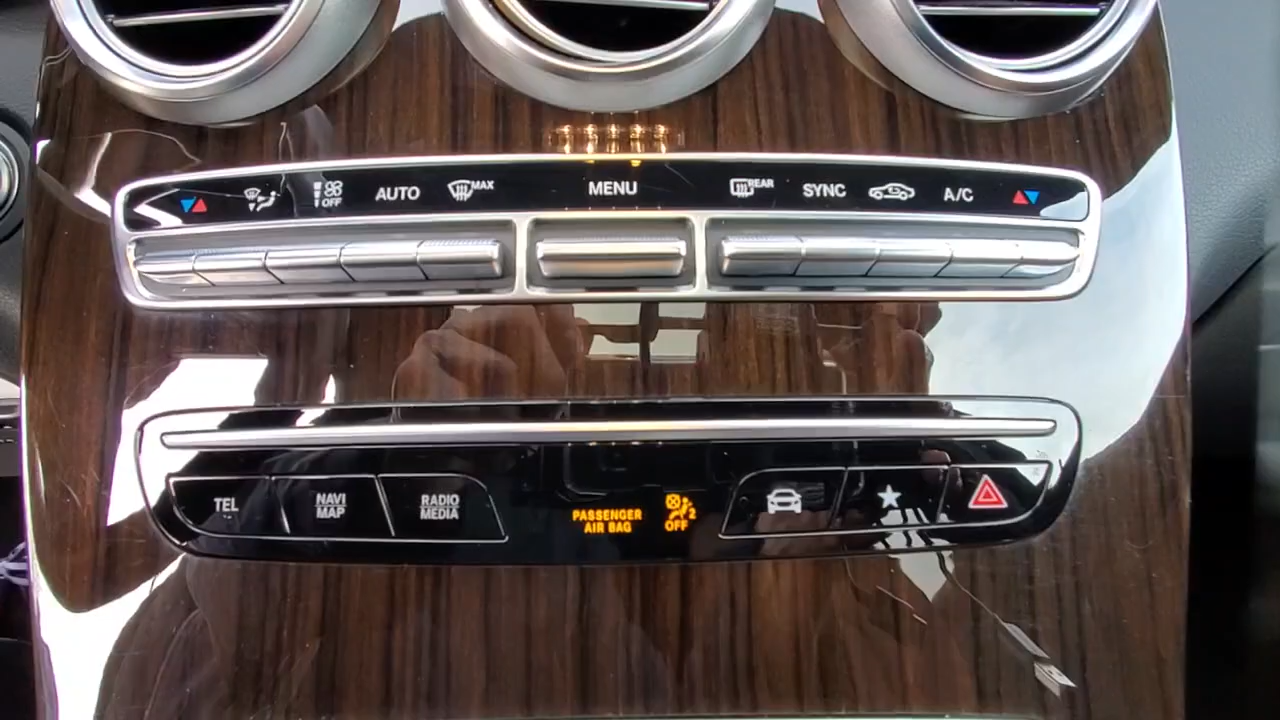 OFF
AUTO
MAX
MENU
REAR
SYNC
A/C
TEL
NAVI
MAP
RADIO
MEDIA
PASSENGER
AIR BAG
2
OFF